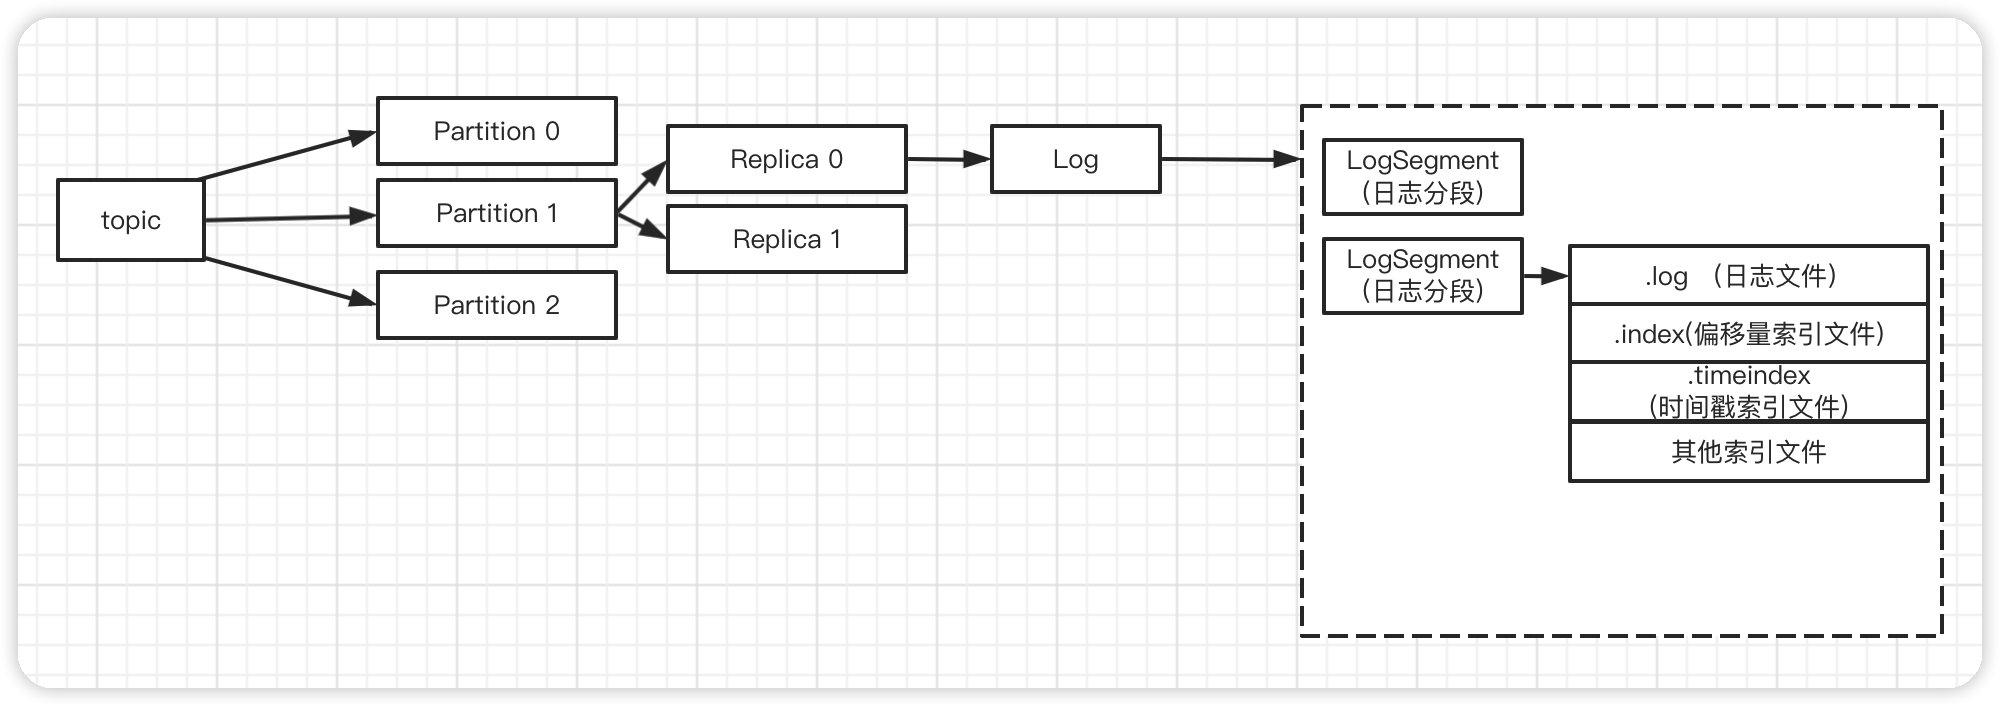 topic
Partition 0
Partition 1
Partition 2
Replica 0
Replica 1
Log
LogSegment
（日志分段）
LogSegment
（日志分段）
.log （日志文件）
.index(偏移量索引文件）
.timeindex
（时间戳索引文件）
其他索引文件